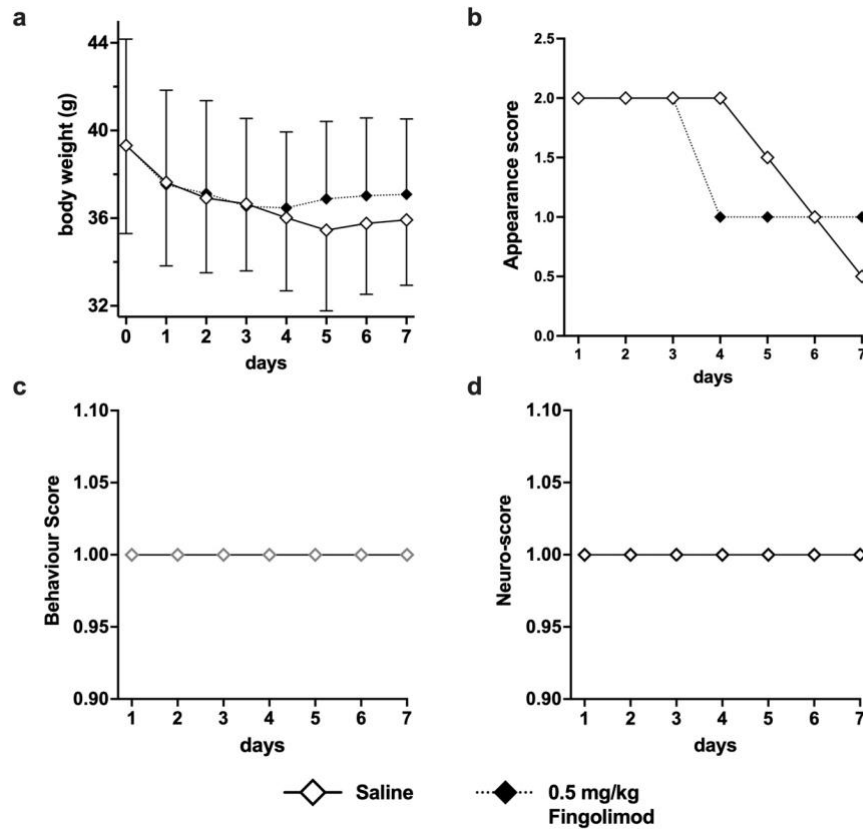 a
body weight (g)
44
40
36
32
0 1 2 3 4 5 6 7
days
b
Appearance score
2.5
2.0
1.5
1.0
0.5
0.0
1 2 3 4 5 6 7
days
c
Behaviour Score
1.10
1.05
1.00
0.95
0.90
1 2 3 4 5 6 7
days
d
Neuro-score
1.10
1.05
1.00
0.95
0.90
1 2 3 4 5 6 7
days
Saline
0.5 mg/kg
Fingolimod